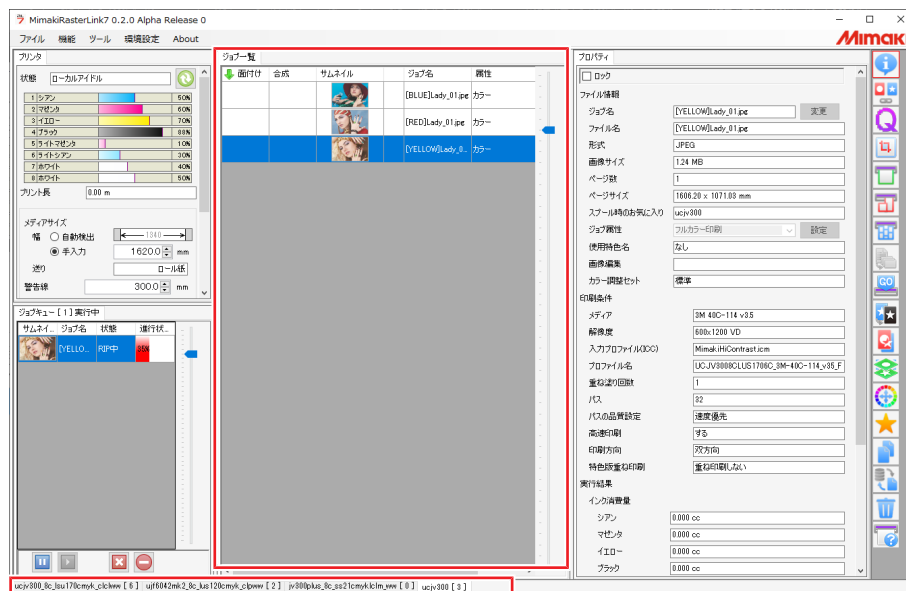 MimakiRasterLink7 0.2.0 Alpha Release 0
ファイル 機能 ツール 環境設定 About
Mimaki
プリンタ
状態 ローカルアイドル
1 シアン 50%
2 マゼンタ 60%
3 イエロー 70%
4 ブラック 88%
5 ライトマゼンタ 10%
6 ライトシアン 30%
7 ホワイト 40%
8 ホワイト 50%
プリント長 0.00 m
メディアサイズ
幅 自動検出 1840
手入力 1620.0 mm
送り ロール紙
警告線 300.0 mm
ジョブキュー [ 1 ] 実行中
サムネイ... ジョブ名 状態 進行状...
[YELLO... RIP中 85%
ジョブ一覧
面付け 合成 サムネイル ジョブ名 属性
[BLUE]Lady_01.jpg カラー
[RED]Lady_01.jpg カラー
[YELLOW]Lady_0... カラー
プロパティ
ロック
ファイル情報
ジョブ名 [YELLOW]Lady_01.jpg 変更
ファイル名 [YELLOW]Lady_01.jpg
形式 JPEG
画像サイズ 1.24 MB
ページ数 1
ページサイズ 1606.20 × 1071.03 mm
スプール時のお気に入り ucjv300
ジョブ属性 フルカラー印刷 設定
使用特色名 なし
画像編集
カラー調整セット 標準
印刷条件
メディア 3M 40C-114 v3.5
解像度 600x1200 VD
入力プロファイル(ICC) MimakiHiContrast.icm
プロファイル名 UCJV3008CLUS1706C_3M-40C-114_v35_F
重ね塗り回数 1
パス 32
パスの品質設定 速度優先
高速印刷 する
印刷方向 双方向
特色版重ね印刷 重ね印刷しない
実行結果
インク消費量
シアン 0.000 cc
マゼンタ 0.000 cc
イエロー 0.000 cc
ブラック 0.000 cc
GO
ucjv300_8c_lsu170cmyk_clclww [ 6 ] ujf6042mk2_8c_lus120cmyk_clpww [ 2 ] jv300plus_8c_ss21cmyklclm_ww [ 0 ] ucjv300 [ 3 ]